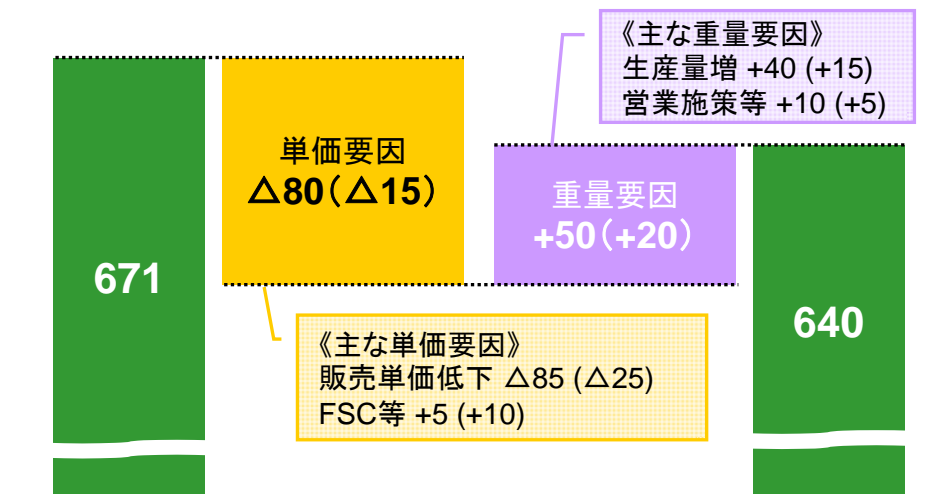 671
単価要因
△80(△15)
《主な単価要因》
販売単価低下 △85 (△25)
FSC等 +5 (+10)
《主な重量要因》
生産量増 +40 (+15)
営業施策等 +10 (+5)
重量要因
+50(+20)
640